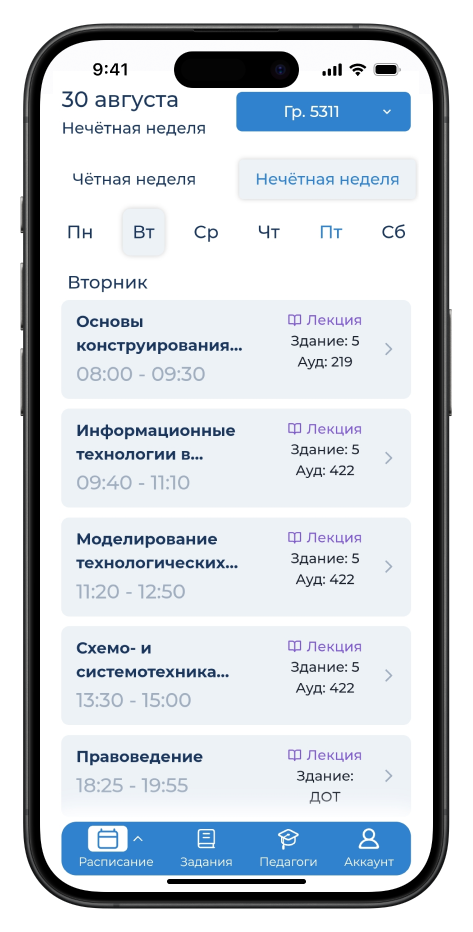 9:41
30 августа
Гр. 5311
Нечётная неделя
Чётная неделя
Нечётная неделя
Пн Вт Ср Чт Пт Сб
Вторник
Основы
конструирования...
08:00 - 09:30
Лекция
Здание: 5
Ауд: 219
Информационные
технологии в...
09:40 - 11:10
Лекция
Здание: 5
Ауд: 422
Моделирование
технологических...
11:20 - 12:50
Лекция
Здание: 5
Ауд: 422
Схемо- и
системотехника...
13:30 - 15:00
Лекция
Здание: 5
Ауд: 422
Правоведение
18:25 - 19:55
Лекция
Здание:
ДОТ
Расписание Задания Педагоги Аккаунт